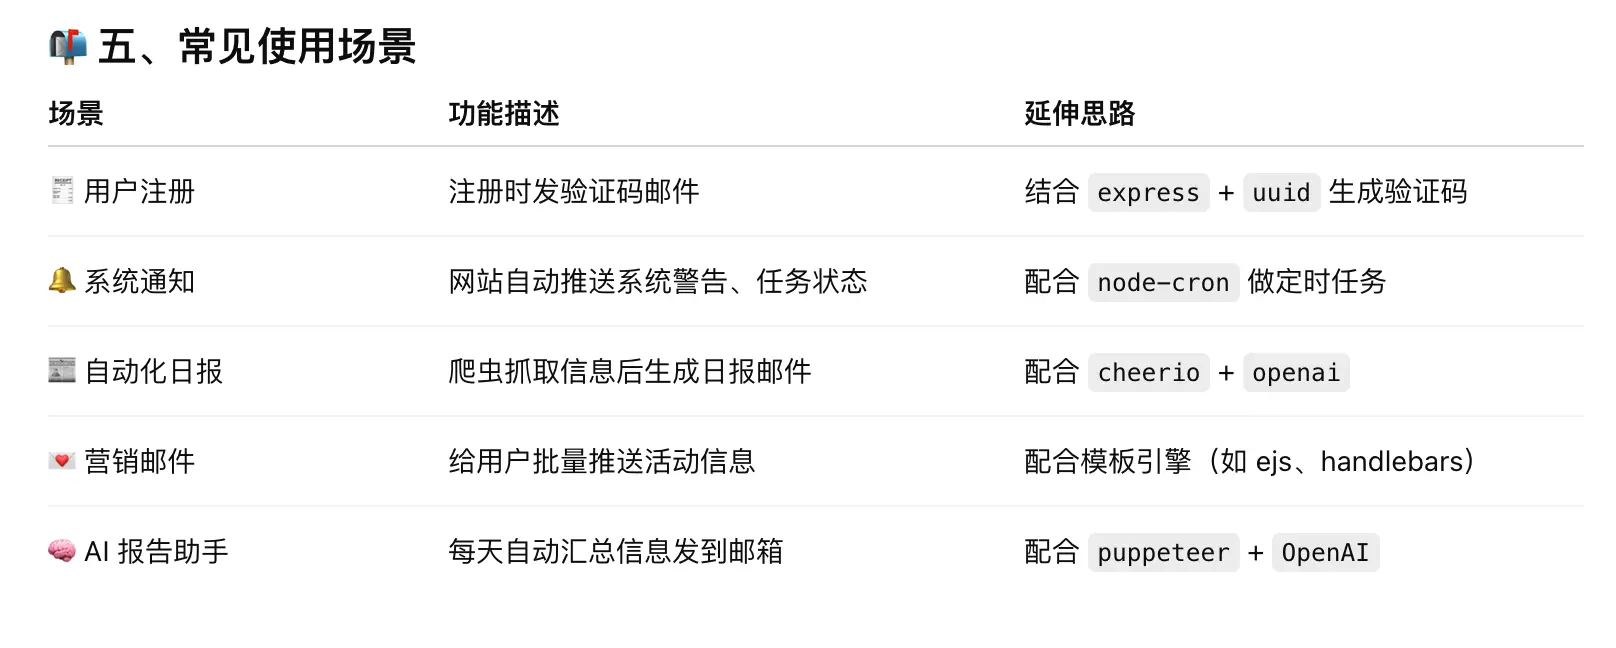 📬 五、常见使用场景
场景 功能描述 延伸思路
🧾 用户注册 注册时发验证码邮件 结合 express + uuid 生成验证码
🔔 系统通知 网站自动推送系统警告、任务状态 配合 node-cron 做定时任务
📰 自动化日报 爬虫抓取信息后生成日报邮件 配合 cheerio + openai
💌 营销邮件 给用户批量推送活动信息 配合模板引擎（如 ejs、handlebars）
🧠 AI 报告助手 每天自动汇总信息发到邮箱 配合 puppeteer + OpenAI